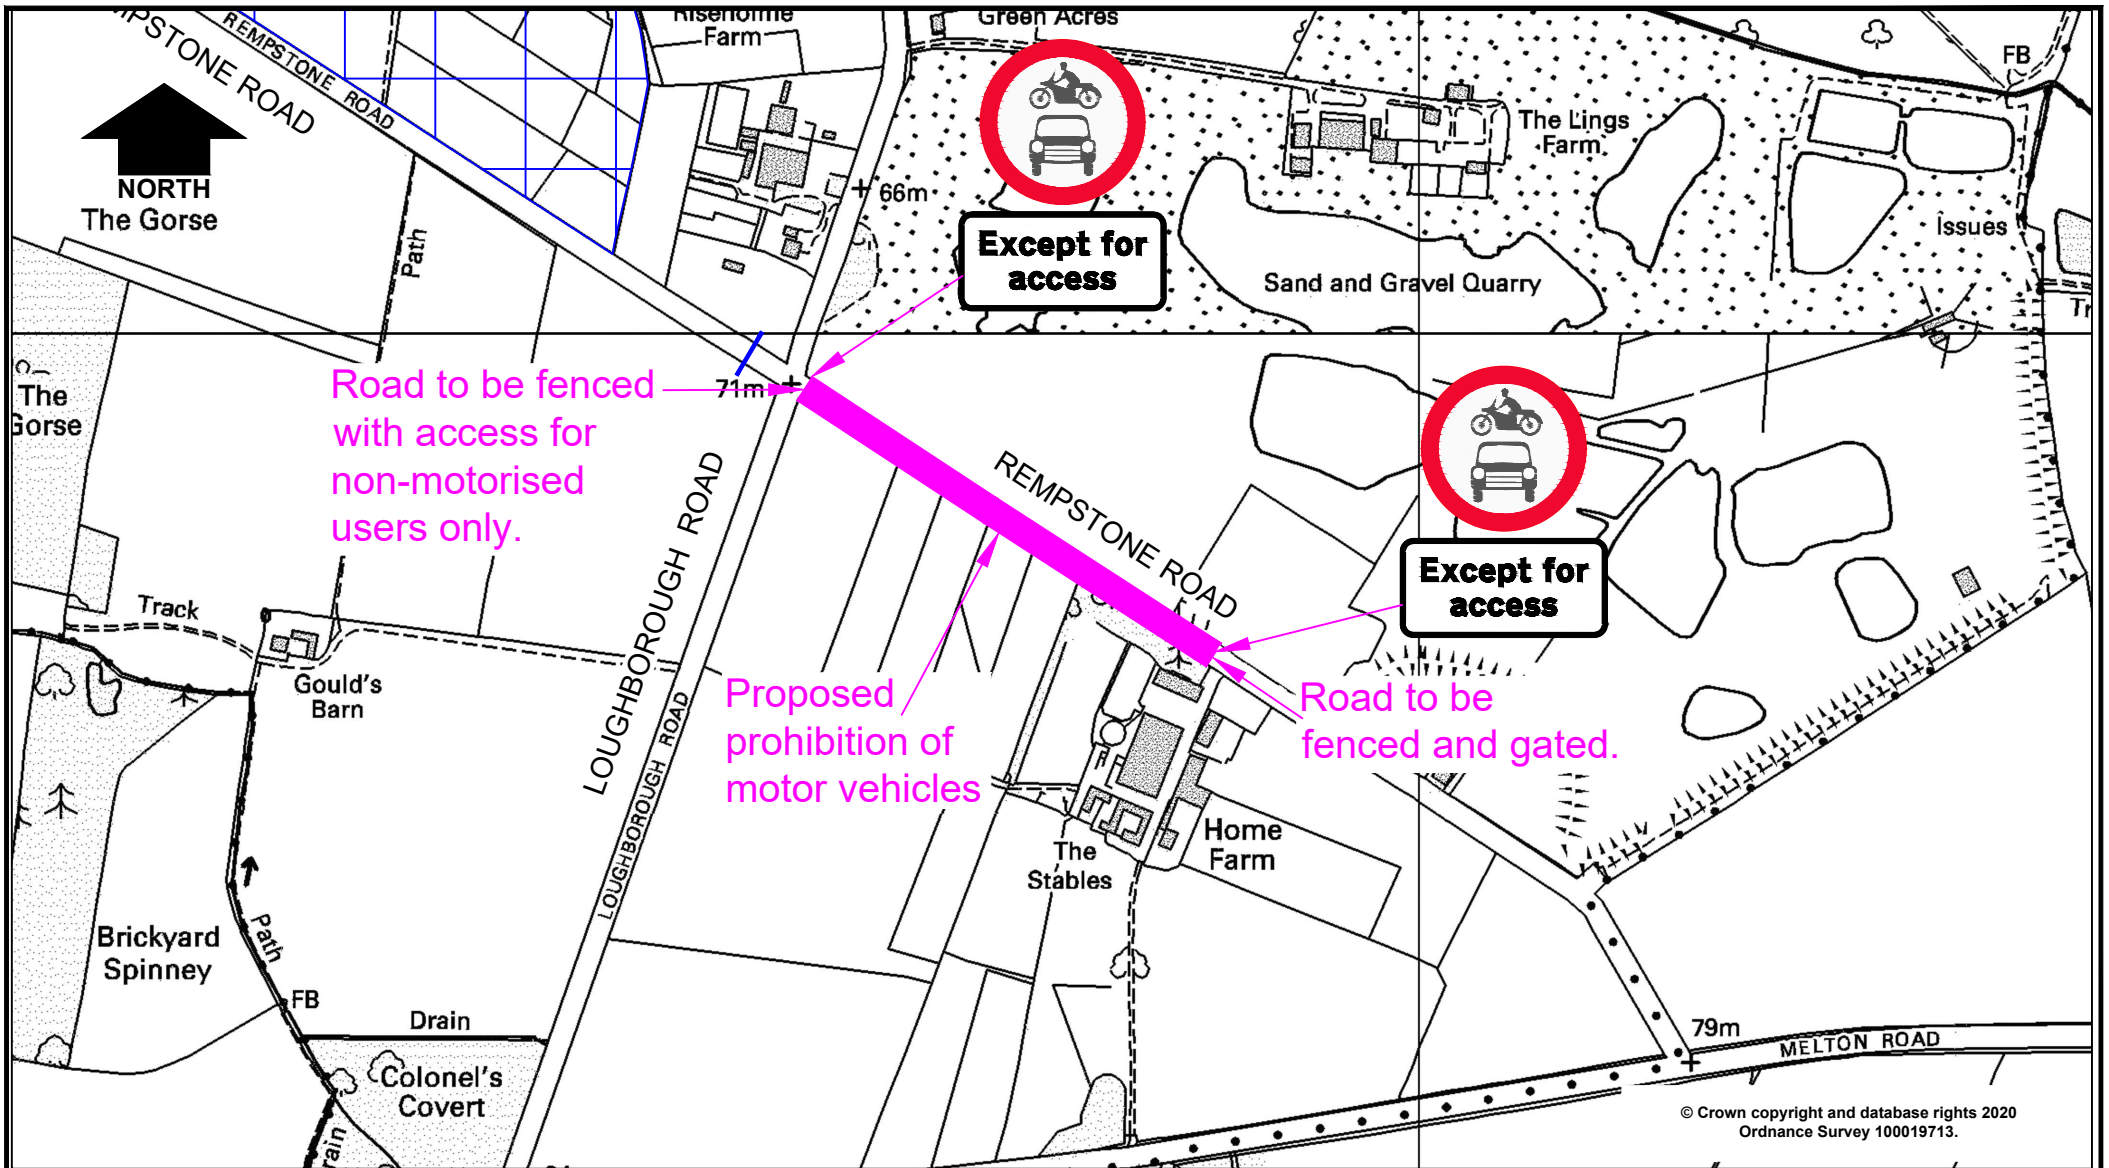 REMPSTONE ROAD
Riseholme
Farm
Green Acres
FB
NORTH
The Gorse
Path
66m
The Lings
Farm
Except for
access
Sand and Gravel Quarry
Issues
71m
The
Gorse
Road to be fenced
with access for
non-motorised
users only.
LOUGHBOROUGH ROAD
REMPSTONE ROAD
Except for
access
Track
Gould's
Barn
LOUGHBOROUGH ROAD
Proposed
prohibition of
motor vehicles
Road to be
fenced and gated.
The
Stables
Home
Farm
Brickyard
Spinney
Path
FB
Drain
Colonel's
Covert
79m
MELTON ROAD
© Crown copyright and database rights 2020
Ordnance Survey 100019713.